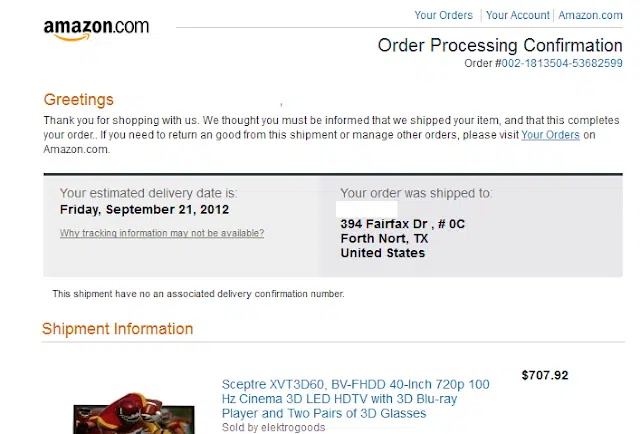 Your Orders | Your Account | Amazon.com
amazon.com
Order Processing Confirmation
Order #002-1813504-53682599
Greetings ,
Thank you for shopping with us. We thought you must be informed that we shipped your item, and that this completes
your order.. If you need to return an good from this shipment or manage other orders, please visit Your Orders on
Amazon.com.
Your estimated delivery date is:
Friday, September 21, 2012
Why tracking information may not be available?
Your order was shipped to:
394 Fairfax Dr , # 0C
Forth Nort, TX
United States
This shipment have no an associated delivery confirmation number.
Shipment Information
Sceptre XVT3D60, BV-FHDD 40-Inch 720p 100
Hz Cinema 3D LED HDTV with 3D Blu-ray
Player and Two Pairs of 3D Glasses
Sold by elektrogoods
$707.92